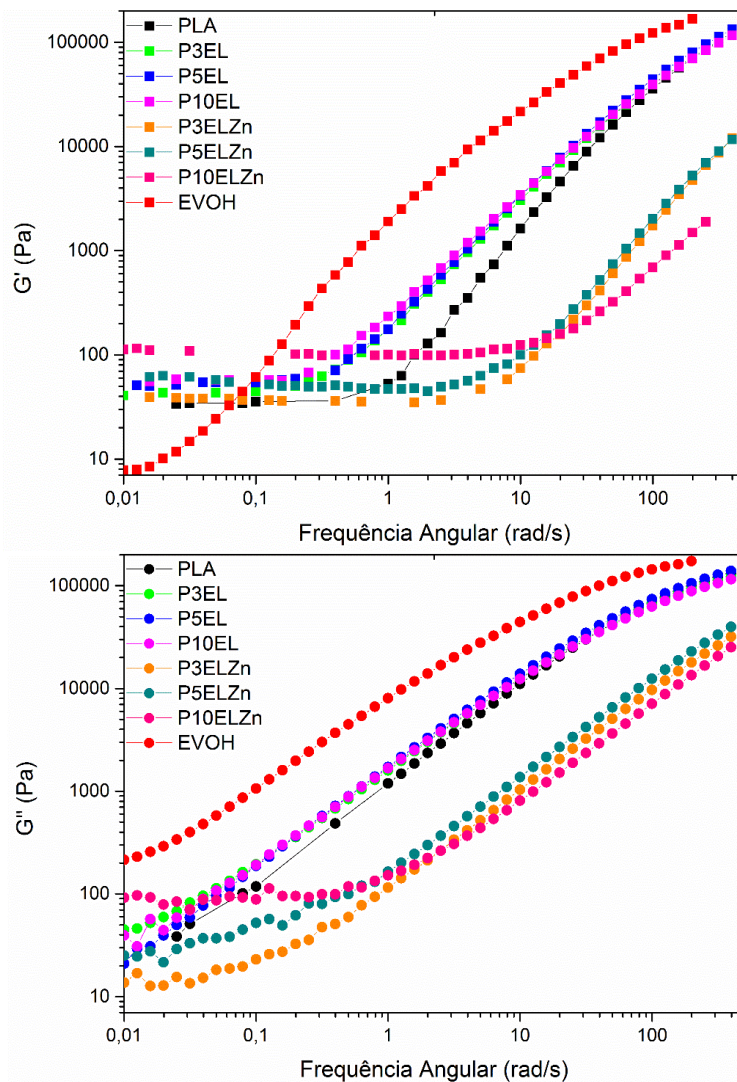 PLA
P3EL
P5EL
P10EL
P3ELZn
P5ELZn
P10ELZn
EVOH
100000
10000
1000
100
10
G' (Pa)
0,01 0,1 1 10 100
Frequência Angular (rad/s)
PLA
P3EL
P5EL
P10EL
P3ELZn
P5ELZn
P10ELZn
EVOH
100000
10000
1000
100
10
G'' (Pa)
0,01 0,1 1 10 100
Frequência Angular (rad/s)